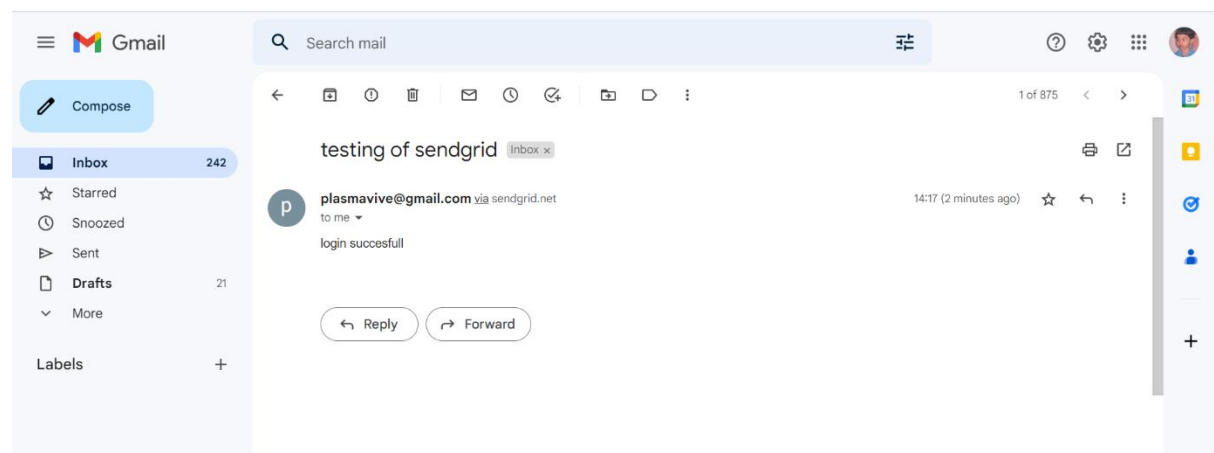 Gmail
Search mail
Compose
1 of 875
31
testing of sendgrid Inbox ×
Inbox 242
Starred
plasmavive@gmail.com via sendgrid.net 14:17 (2 minutes ago)
p
to me
Snoozed
login succesfull
Sent
Drafts 21
More
Reply Forward
Labels